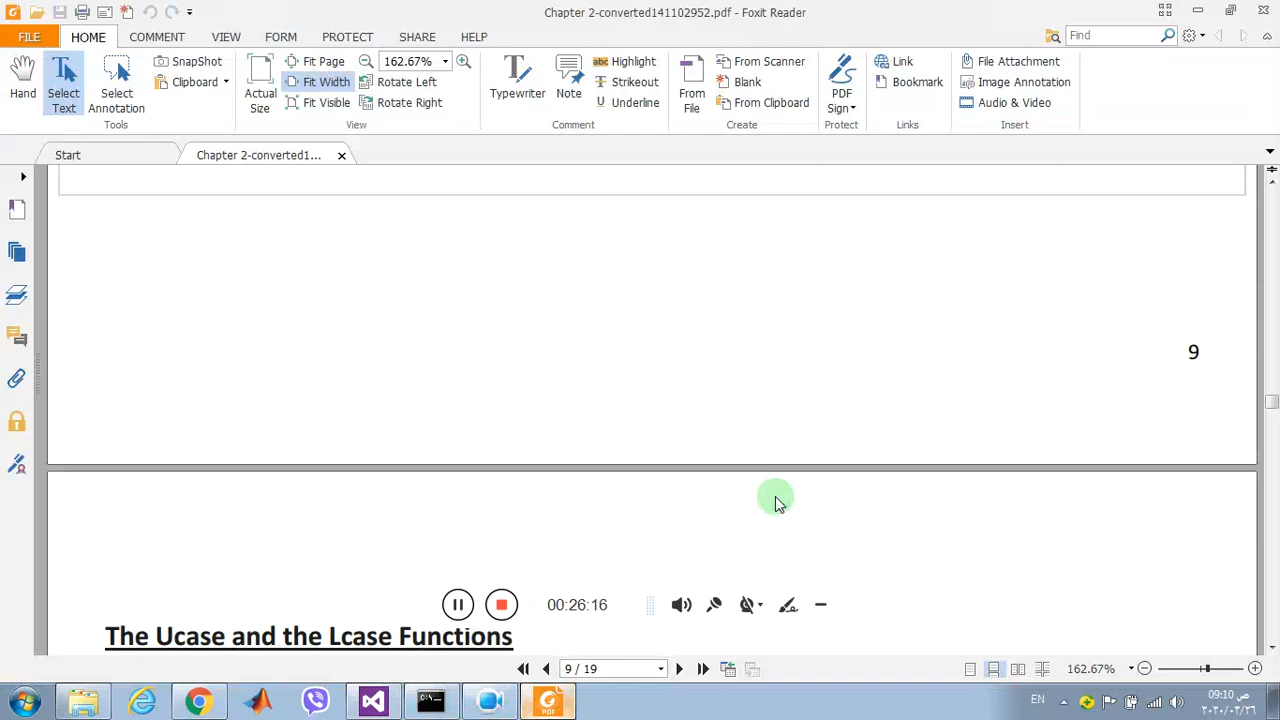 Chapter 2-converted141102952.pdf - Foxit Reader
FILE HOME COMMENT VIEW FORM PROTECT SHARE HELP Find
Hand
Select Text
Select Annotation
SnapShot
Clipboard
Tools
Actual Size
Fit Page
Fit Width
Fit Visible
162.67%
Rotate Left
Rotate Right
View
Typewriter
Note
Highlight
Strikeout
Underline
Comment
From File
From Scanner
Blank
From Clipboard
Create
PDF Sign
Protect
Link
Bookmark
Links
File Attachment
Image Annotation
Audio & Video
Insert
Start
Chapter 2-converted1...
9
00:26:16
The Ucase and the Lcase Functions
9 / 19
162.67%
EN
09:10 ص
٢٠٢٠/٠٣/٢٦